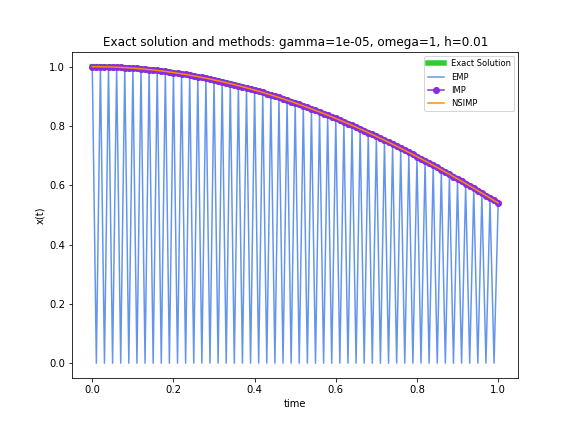 Exact solution and methods: gamma=1e-05, omega=1, h=0.01
Exact Solution
EMP
IMP
NSIMP
1.0
0.8
0.6
0.4
0.2
0.0
x(t)
0.0 0.2 0.4 0.6 0.8 1.0
time